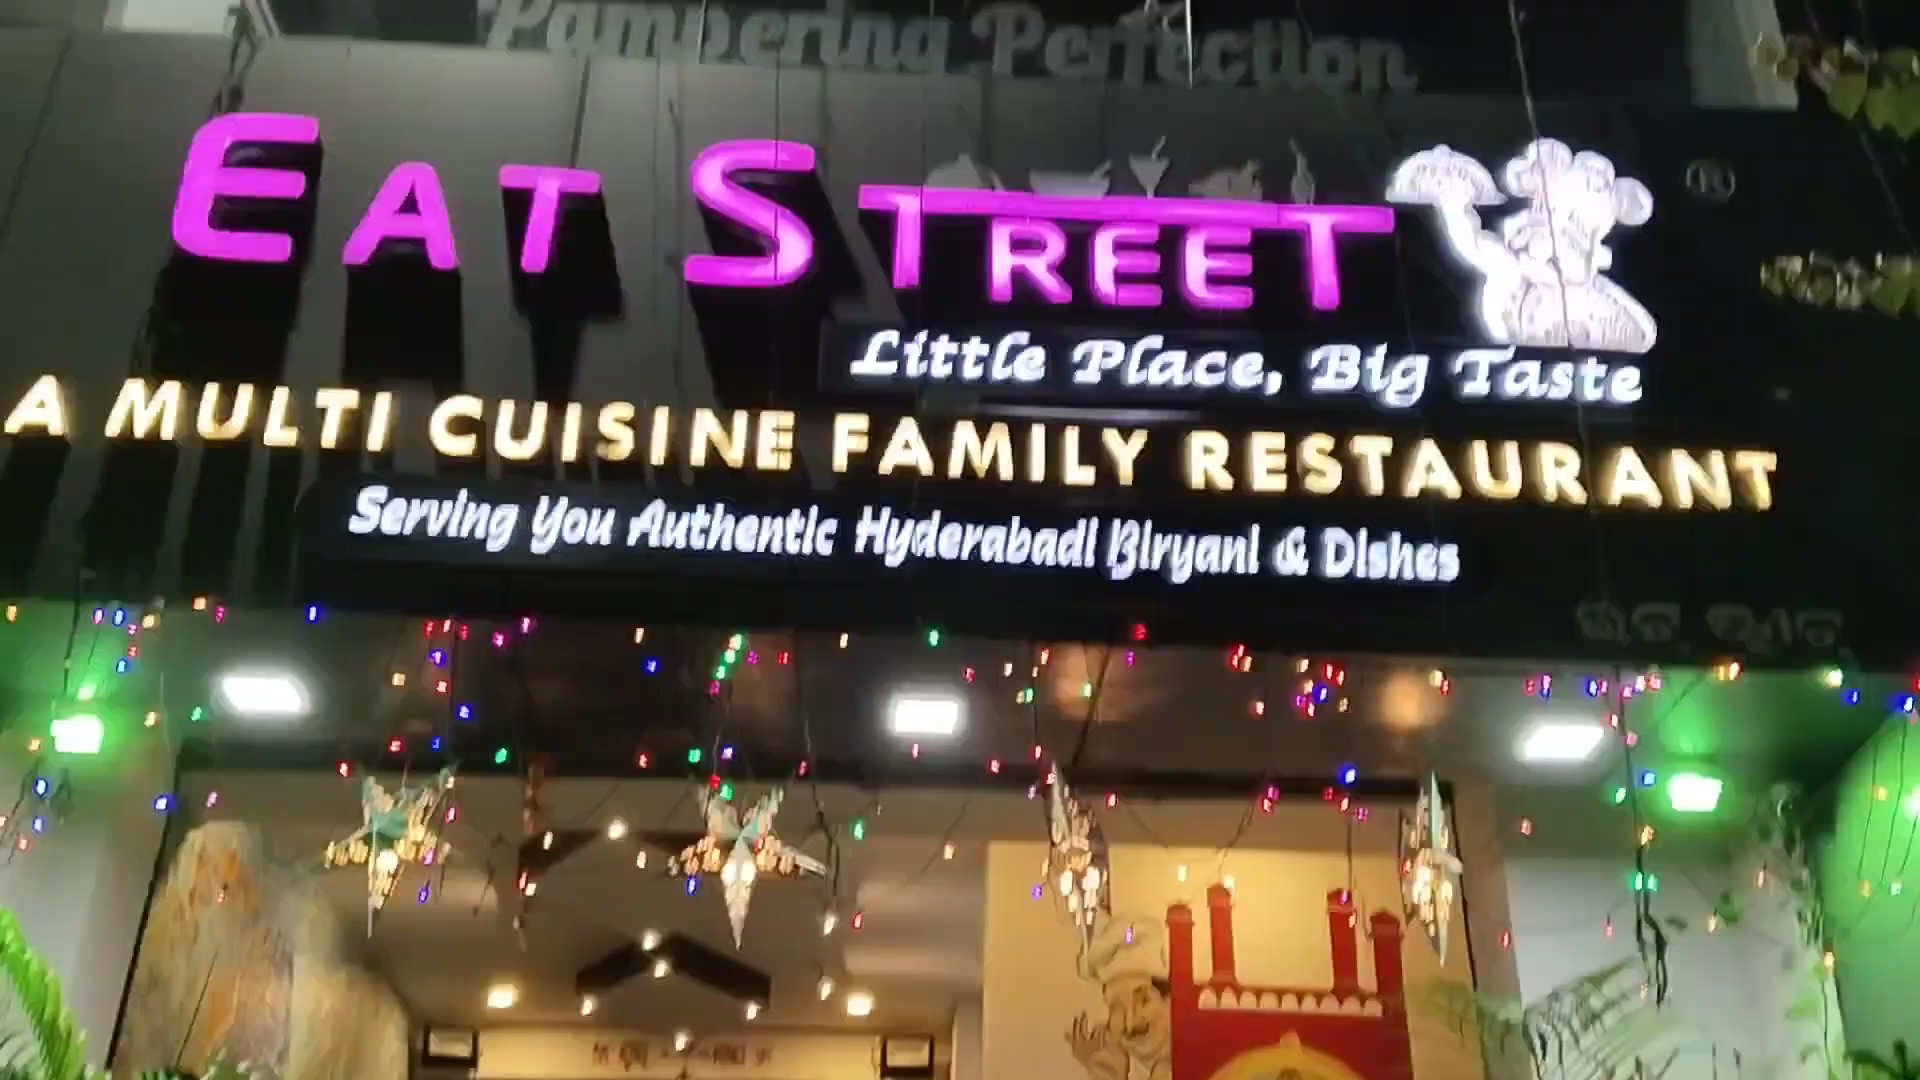 Pampering Perfection
EAT STREET
®
Little Place, Big Taste
A MULTI CUISINE FAMILY RESTAURANT
Serving You Authentic Hyderabadi Biryani & Dishes